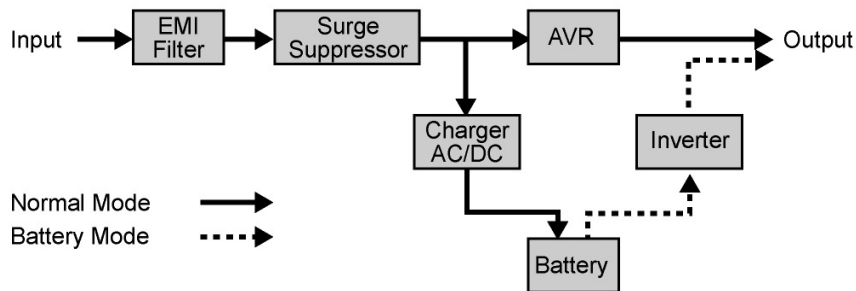 Input
EMI
Filter
Surge
Suppressor
AVR
Output
Charger
AC/DC
Inverter
Normal Mode
Battery Mode
Battery